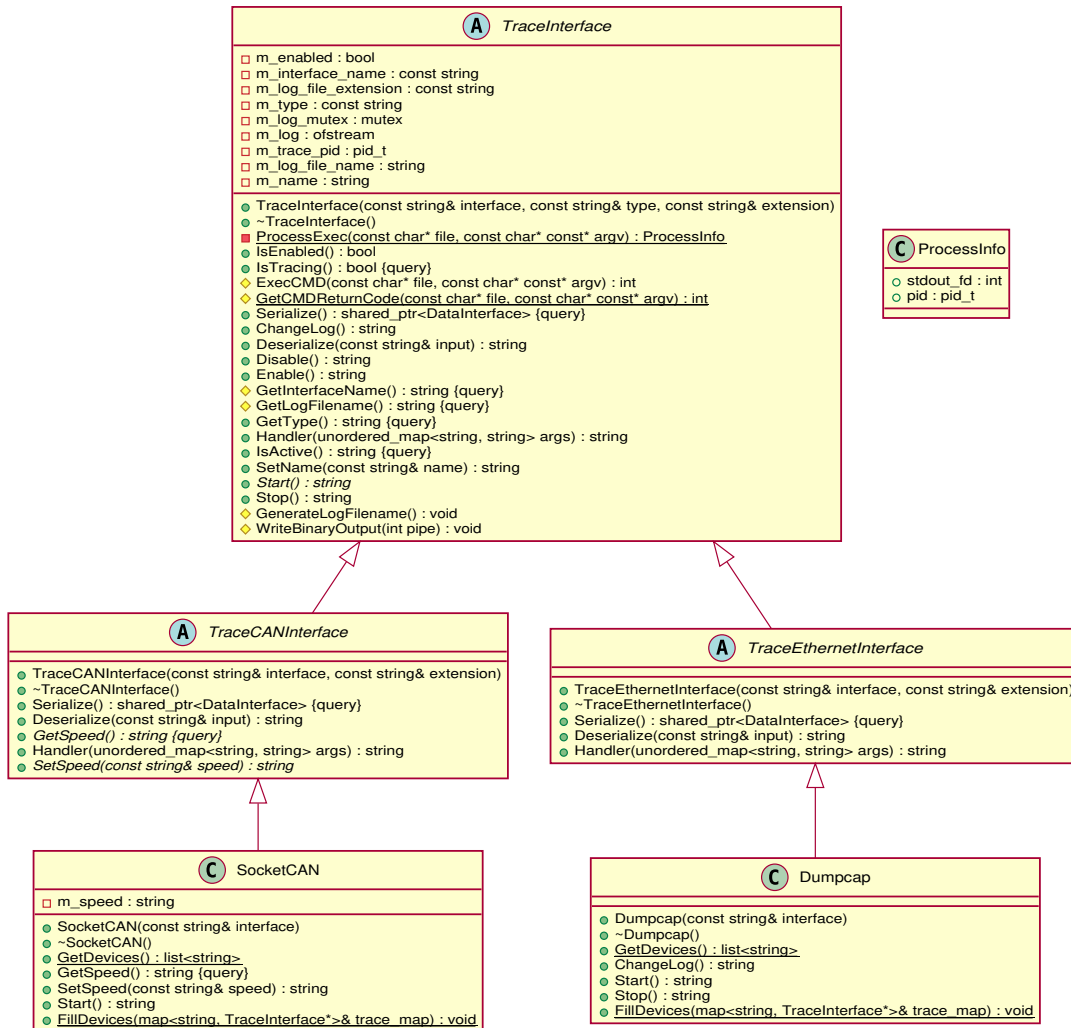 A TraceInterface
m_enabled : bool
m_interface_name : const string
m_log_file_extension : const string
m_type : const string
m_log_mutex : mutex
m_log : ofstream
m_trace_pid : pid_t
m_log_file_name : string
m_name : string
TraceInterface(const string& interface, const string& type, const string& extension)
~TraceInterface()
ProcessExec(const char* file, const char* const* argv) : ProcessInfo
IsEnabled() : bool
IsTracing() : bool {query}
ExecCMD(const char* file, const char* const* argv) : int
GetCMDReturnCode(const char* file, const char* const* argv) : int
Serialize() : shared_ptr<DataInterface> {query}
ChangeLog() : string
Deserialize(const string& input) : string
Disable() : string
Enable() : string
GetInterfaceName() : string {query}
GetLogFilename() : string {query}
GetType() : string {query}
Handler(unordered_map<string, string> args) : string
IsActive() : string {query}
SetName(const string& name) : string
Start() : string
Stop() : string
GenerateLogFilename() : void
WriteBinaryOutput(int pipe) : void
C ProcessInfo
stdout_fd : int
pid : pid_t
A TraceCANInterface
TraceCANInterface(const string& interface, const string& extension)
~TraceCANInterface()
Serialize() : shared_ptr<DataInterface> {query}
Deserialize(const string& input) : string
GetSpeed() : string {query}
Handler(unordered_map<string, string> args) : string
SetSpeed(const string& speed) : string
A TraceEthernetInterface
TraceEthernetInterface(const string& interface, const string& extension)
~TraceEthernetInterface()
Serialize() : shared_ptr<DataInterface> {query}
Deserialize(const string& input) : string
Handler(unordered_map<string, string> args) : string
C SocketCAN
m_speed : string
SocketCAN(const string& interface)
~SocketCAN()
GetDevices() : list<string>
GetSpeed() : string {query}
SetSpeed(const string& speed) : string
Start() : string
FillDevices(map<string, TraceInterface*>& trace_map) : void
C Dumpcap
Dumpcap(const string& interface)
~Dumpcap()
GetDevices() : list<string>
ChangeLog() : string
Start() : string
Stop() : string
FillDevices(map<string, TraceInterface*>& trace_map) : void